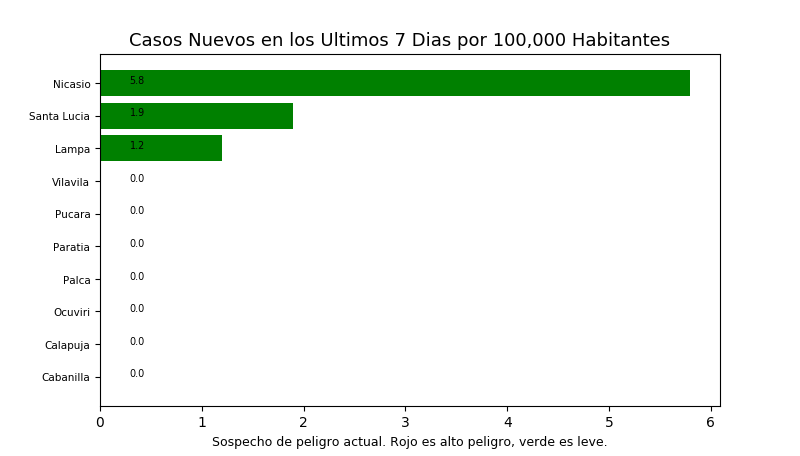 Casos Nuevos en los Ultimos 7 Dias por 100,000 Habitantes
Nicasio 5.8
Santa Lucia 1.9
Lampa 1.2
Vilavila 0.0
Pucara 0.0
Paratia 0.0
Palca 0.0
Ocuviri 0.0
Calapuja 0.0
Cabanilla 0.0
0 1 2 3 4 5 6
Sospecho de peligro actual. Rojo es alto peligro, verde es leve.